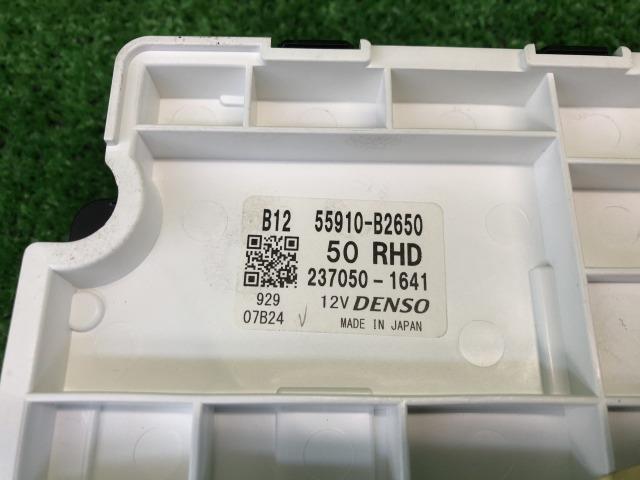 B12 55910-B2650
50 RHD
237050-1641
929 12V DENSO
07B24 MADE IN JAPAN